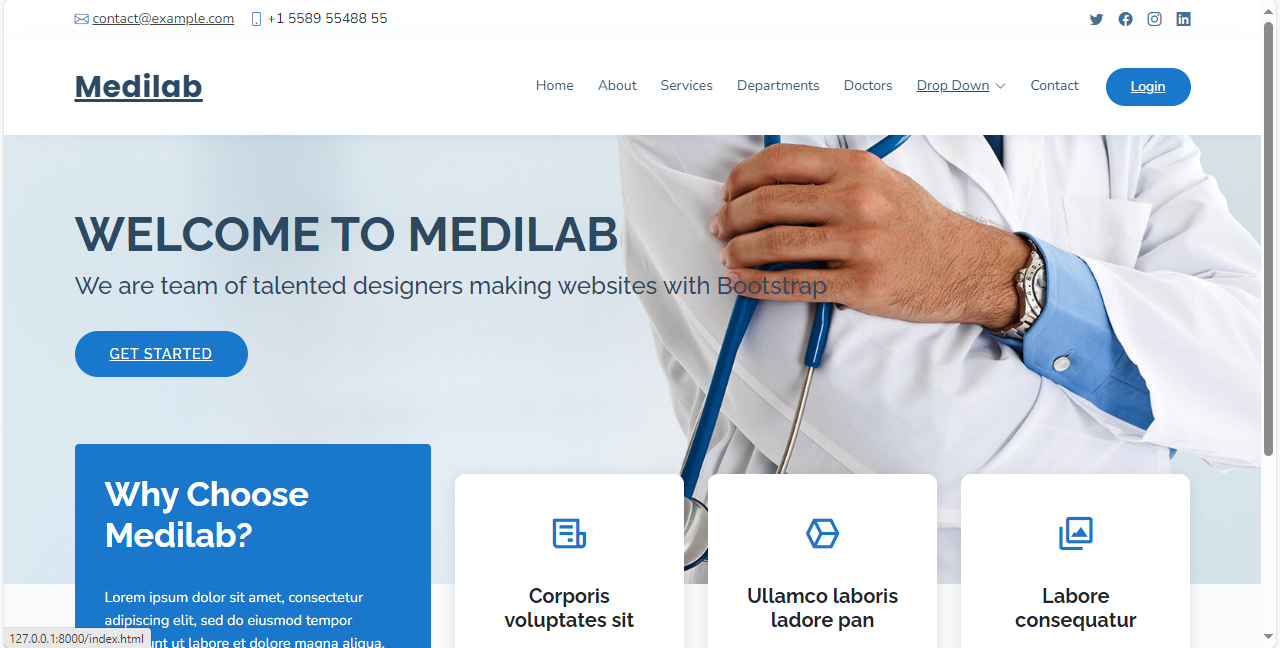 contact@example.com +1 5589 55488 55
Medilab
Home About Services Departments Doctors Drop Down Contact Login
WELCOME TO MEDILAB
We are team of talented designers making websites with Bootstrap
GET STARTED
Why Choose
Medilab?
Lorem ipsum dolor sit amet, consectetur
adipiscing elit, sed do eiusmod tempor
unt ut labore et dolore magna aliqua.
Corporis
voluptates sit
Ullamco laboris
ladore pan
Labore
consequatur
127.0.0.1:8000/index.html